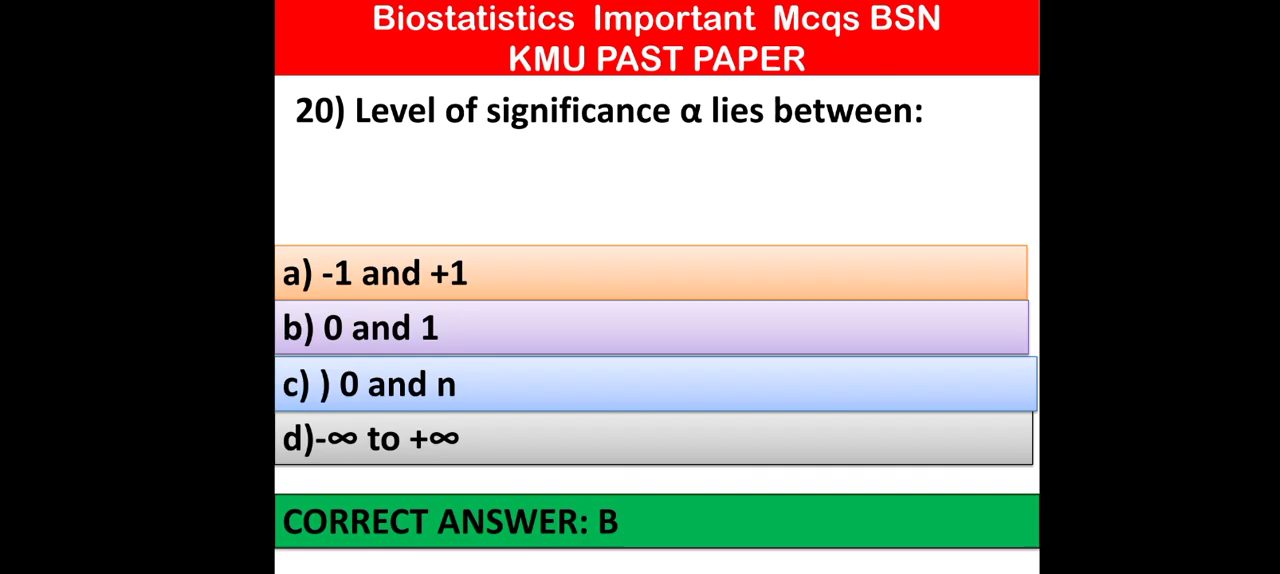 Biostatistics Important Mcqs BSN
KMU PAST PAPER
20) Level of significance α lies between:
a) -1 and +1
b) 0 and 1
c) ) 0 and n
d)-∞ to +∞
CORRECT ANSWER: B